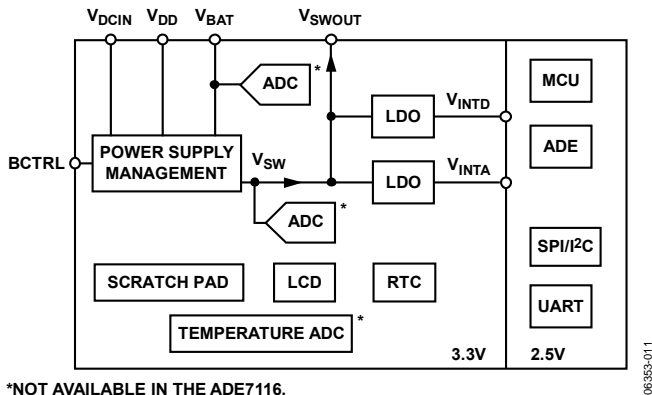 VDCIN VDD VBAT VSWOUT
ADC *
MCU
LDO
VINTD
ADE
BCTRL
POWER SUPPLY
MANAGEMENT
VSW
LDO
VINTA
ADC *
SPI/I2C
SCRATCH PAD
LCD
RTC
UART
TEMPERATURE ADC *
3.3V
2.5V
06353-011
*NOT AVAILABLE IN THE ADE7116.